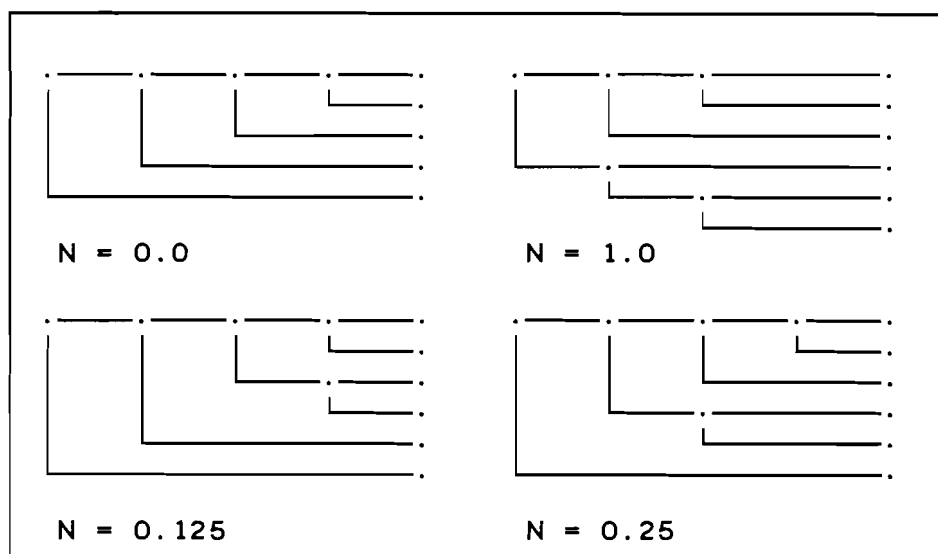 N = 0.0
N = 1.0
N = 0.125
N = 0.25